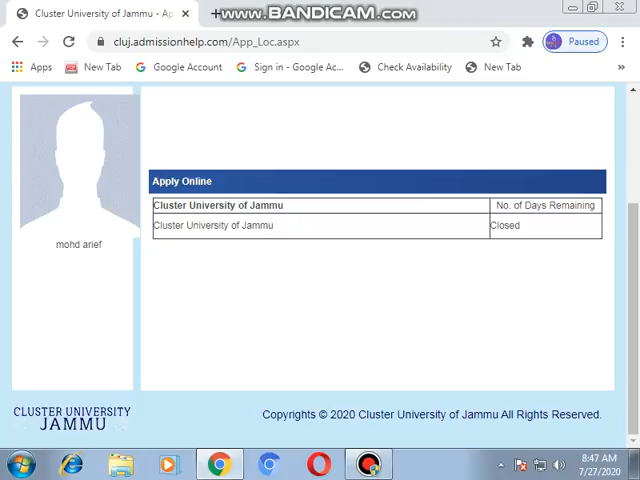 Cluster University of Jammu - Ap
www.BANDICAM.com
cluj.admissionhelp.com/App_Loc.aspx
Paused
Apps
New Tab
Google Account
Sign in - Google Ac...
Check Availability
New Tab
»
Apply Online
Cluster University of Jammu
No. of Days Remaining
Cluster University of Jammu
Closed
mohd arief
CLUSTER UNIVERSITY
JAMMU
Copyrights © 2020 Cluster University of Jammu All Rights Reserved.
8:47 AM
7/27/2020